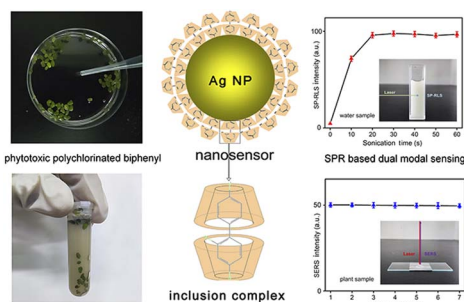 Ag NP
phytotoxic polychlorinated biphenyl
nanosensor
inclusion complex
SP-RLS intensity (a.u.)
100
50
0
Laser
SP-RLS
water sample
0 10 20 30 40 50 60
Sonication time (s)
SPR based dual modal sensing
SERS intensity (a.u.)
50
Laser
SERS
plant sample
1 2 3 4 5 6 7